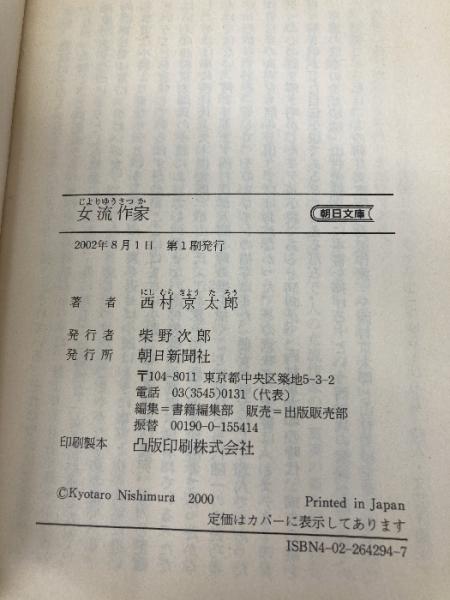 じよりゆうさつか
女流作家
朝日文庫
2002年8月1日 第1刷発行
にしむらきようたろう
著者 西村京太郎
発行者 柴野次郎
発行所 朝日新聞社
〒104-8011 東京都中央区築地5-3-2
電話 03(3545)0131(代表)
編集=書籍編集部 販売=出版販売部
振替 00190-0-155414
印刷製本 凸版印刷株式会社
©Kyotaro Nishimura 2000
Printed in Japan
定価はカバーに表示してあります
ISBN4-02-264294-7